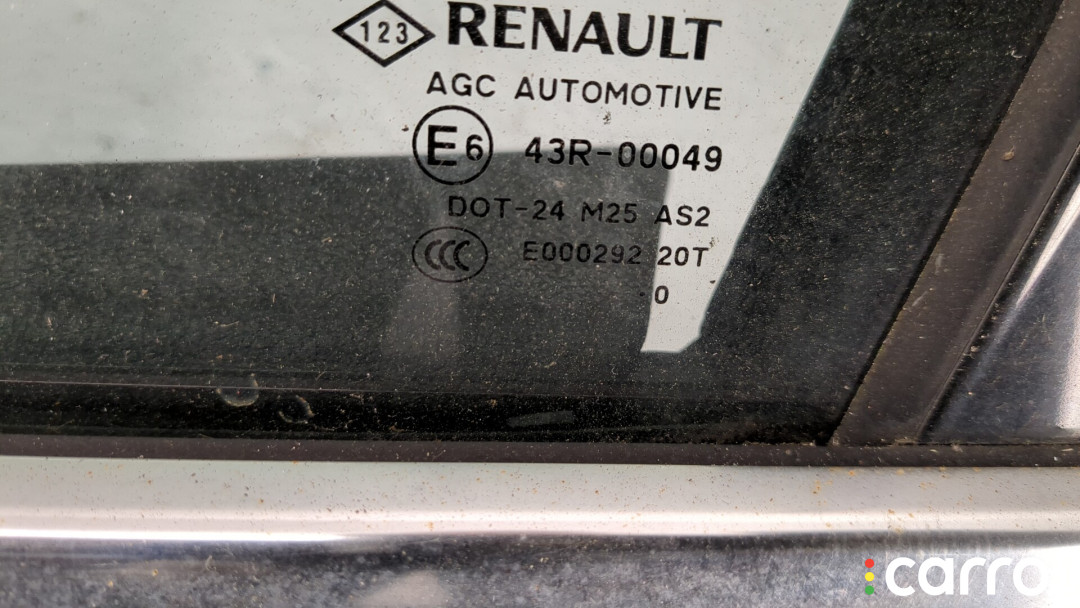 123 RENAULT
AGC AUTOMOTIVE
E6 43R-00049
DOT-24 M25 AS2
CCC E000292 20T
·0
carro